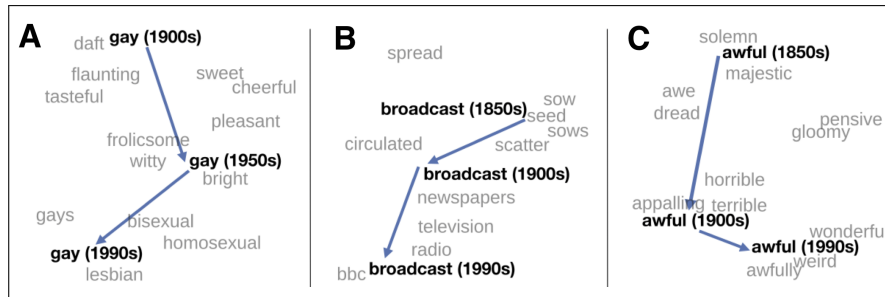 A
daft gay (1900s)
flaunting sweet
tasteful cheerful
pleasant
frolicsome
witty gay (1950s)
bright
gays bisexual
homosexual
gay (1990s)
lesbian
B
spread
broadcast (1850s) sow
seed
sows
circulated scatter
broadcast (1900s)
newspapers
television
radio
bbc broadcast (1990s)
C
solemn
awful (1850s)
majestic
awe
dread pensive
gloomy
horrible
appalling terrible
awful (1900s)
wonderfu
awful (1990s)
weird
awfully